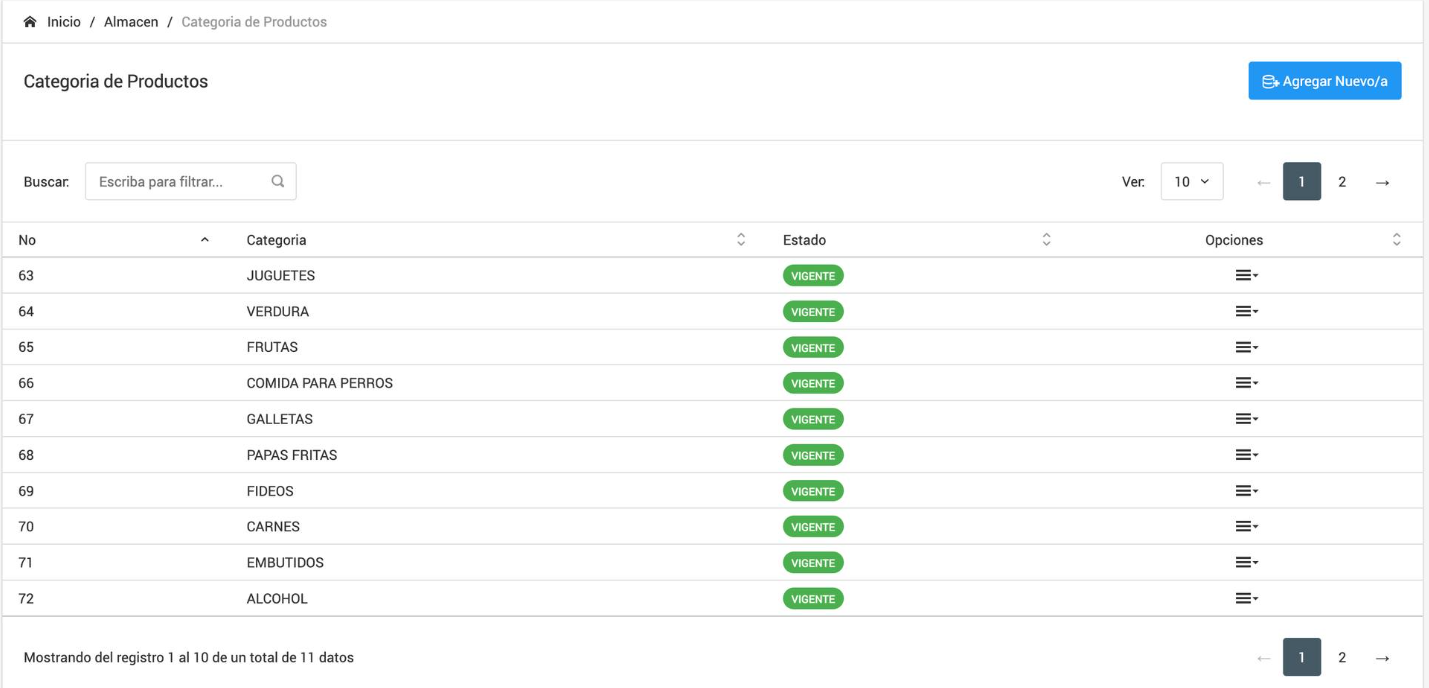 Inicio / Almacen / Categoria de Productos
Categoria de Productos
Agregar Nuevo/a
Buscar: Escriba para filtrar... Ver: 10 ← 1 2 →
No Categoria Estado Opciones
63 JUGUETES VIGENTE
64 VERDURA VIGENTE
65 FRUTAS VIGENTE
66 COMIDA PARA PERROS VIGENTE
67 GALLETAS VIGENTE
68 PAPAS FRITAS VIGENTE
69 FIDEOS VIGENTE
70 CARNES VIGENTE
71 EMBUTIDOS VIGENTE
72 ALCOHOL VIGENTE
Mostrando del registro 1 al 10 de un total de 11 datos ← 1 2 →